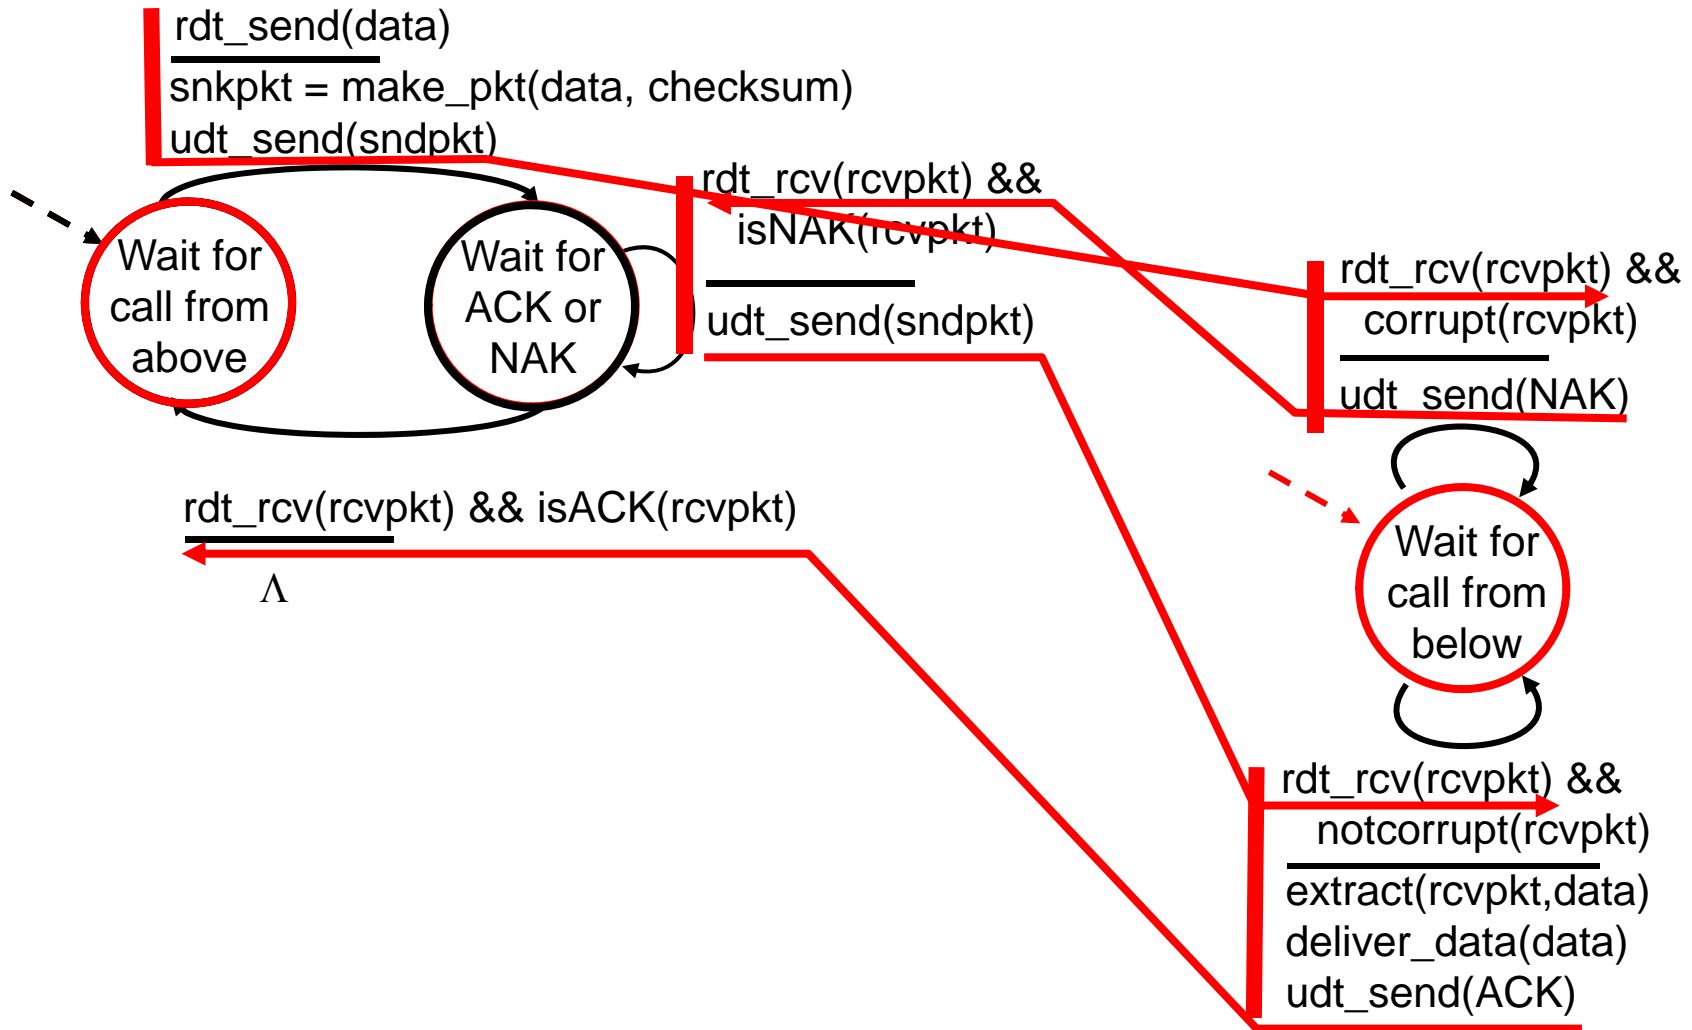 rdt_send(data)
snkpkt = make_pkt(data, checksum)
udt_send(sndpkt)
rdt_rcv(rcvpkt) &&
isNAK(rcvpkt)
udt_send(sndpkt)
Wait for
call from
above
Wait for
ACK or
NAK
rdt_rcv(rcvpkt) && isACK(rcvpkt)
Λ
rdt_rcv(rcvpkt) &&
corrupt(rcvpkt)
udt_send(NAK)
Wait for
call from
below
rdt_rcv(rcvpkt) &&
notcorrupt(rcvpkt)
extract(rcvpkt,data)
deliver_data(data)
udt_send(ACK)